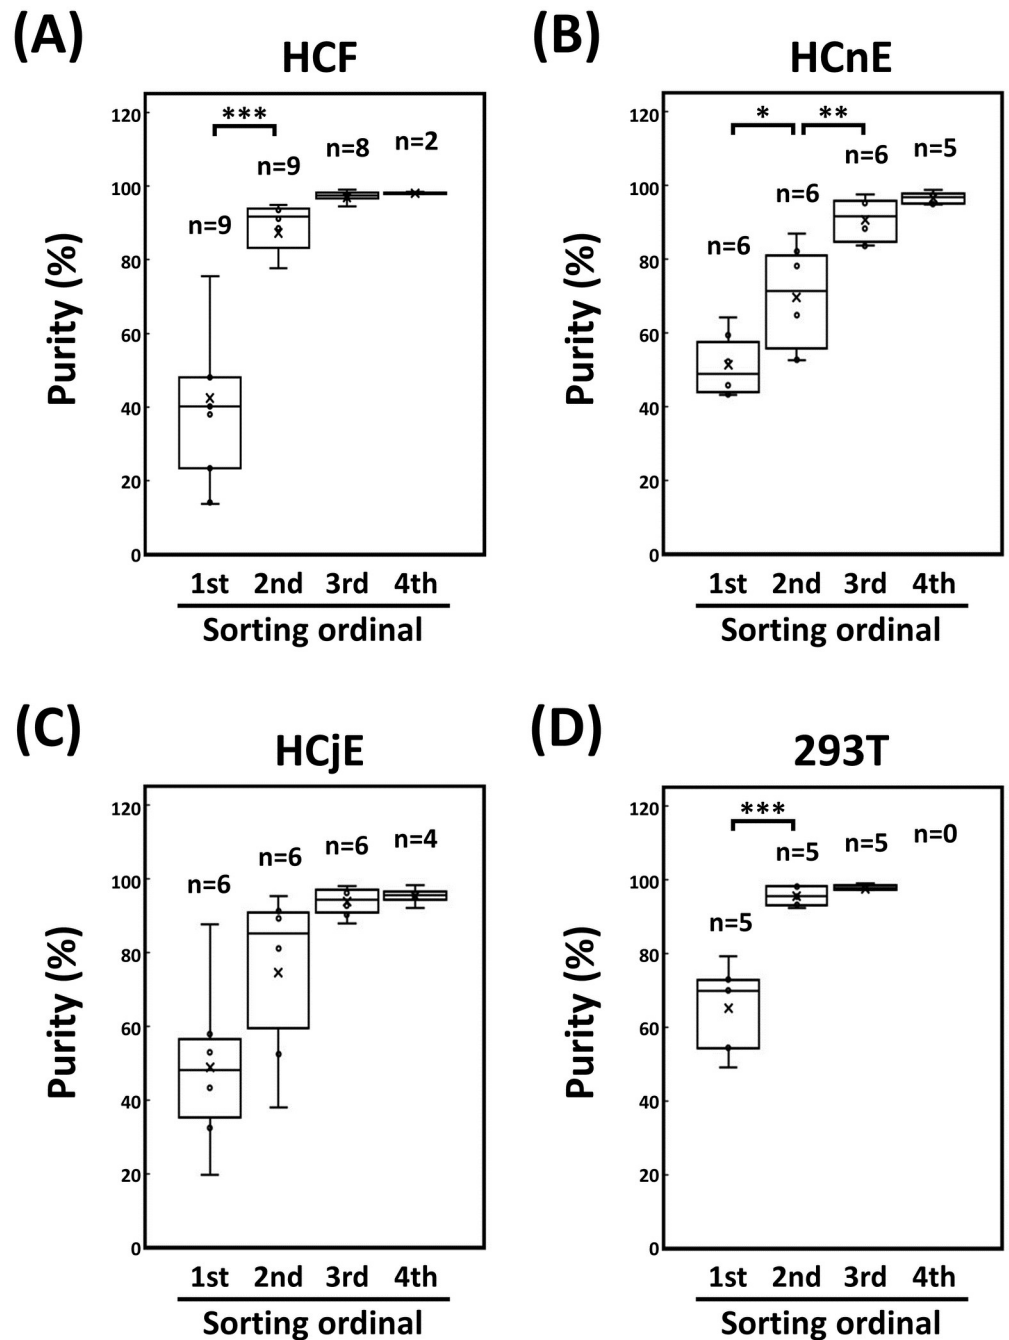 (A)
HCF
Purity (%)
120
100
80
60
40
20
0
***
n=9
n=9
n=8
n=2
1st 2nd 3rd 4th
Sorting ordinal
(B)
HCnE
Purity (%)
120
100
80
60
40
20
0
* **
n=6
n=6
n=6
n=5
1st 2nd 3rd 4th
Sorting ordinal
(C)
HCjE
Purity (%)
120
100
80
60
40
20
0
n=6
n=6
n=6
n=4
1st 2nd 3rd 4th
Sorting ordinal
(D)
293T
Purity (%)
120
100
80
60
40
20
0
***
n=5
n=5
n=5
n=0
1st 2nd 3rd 4th
Sorting ordinal